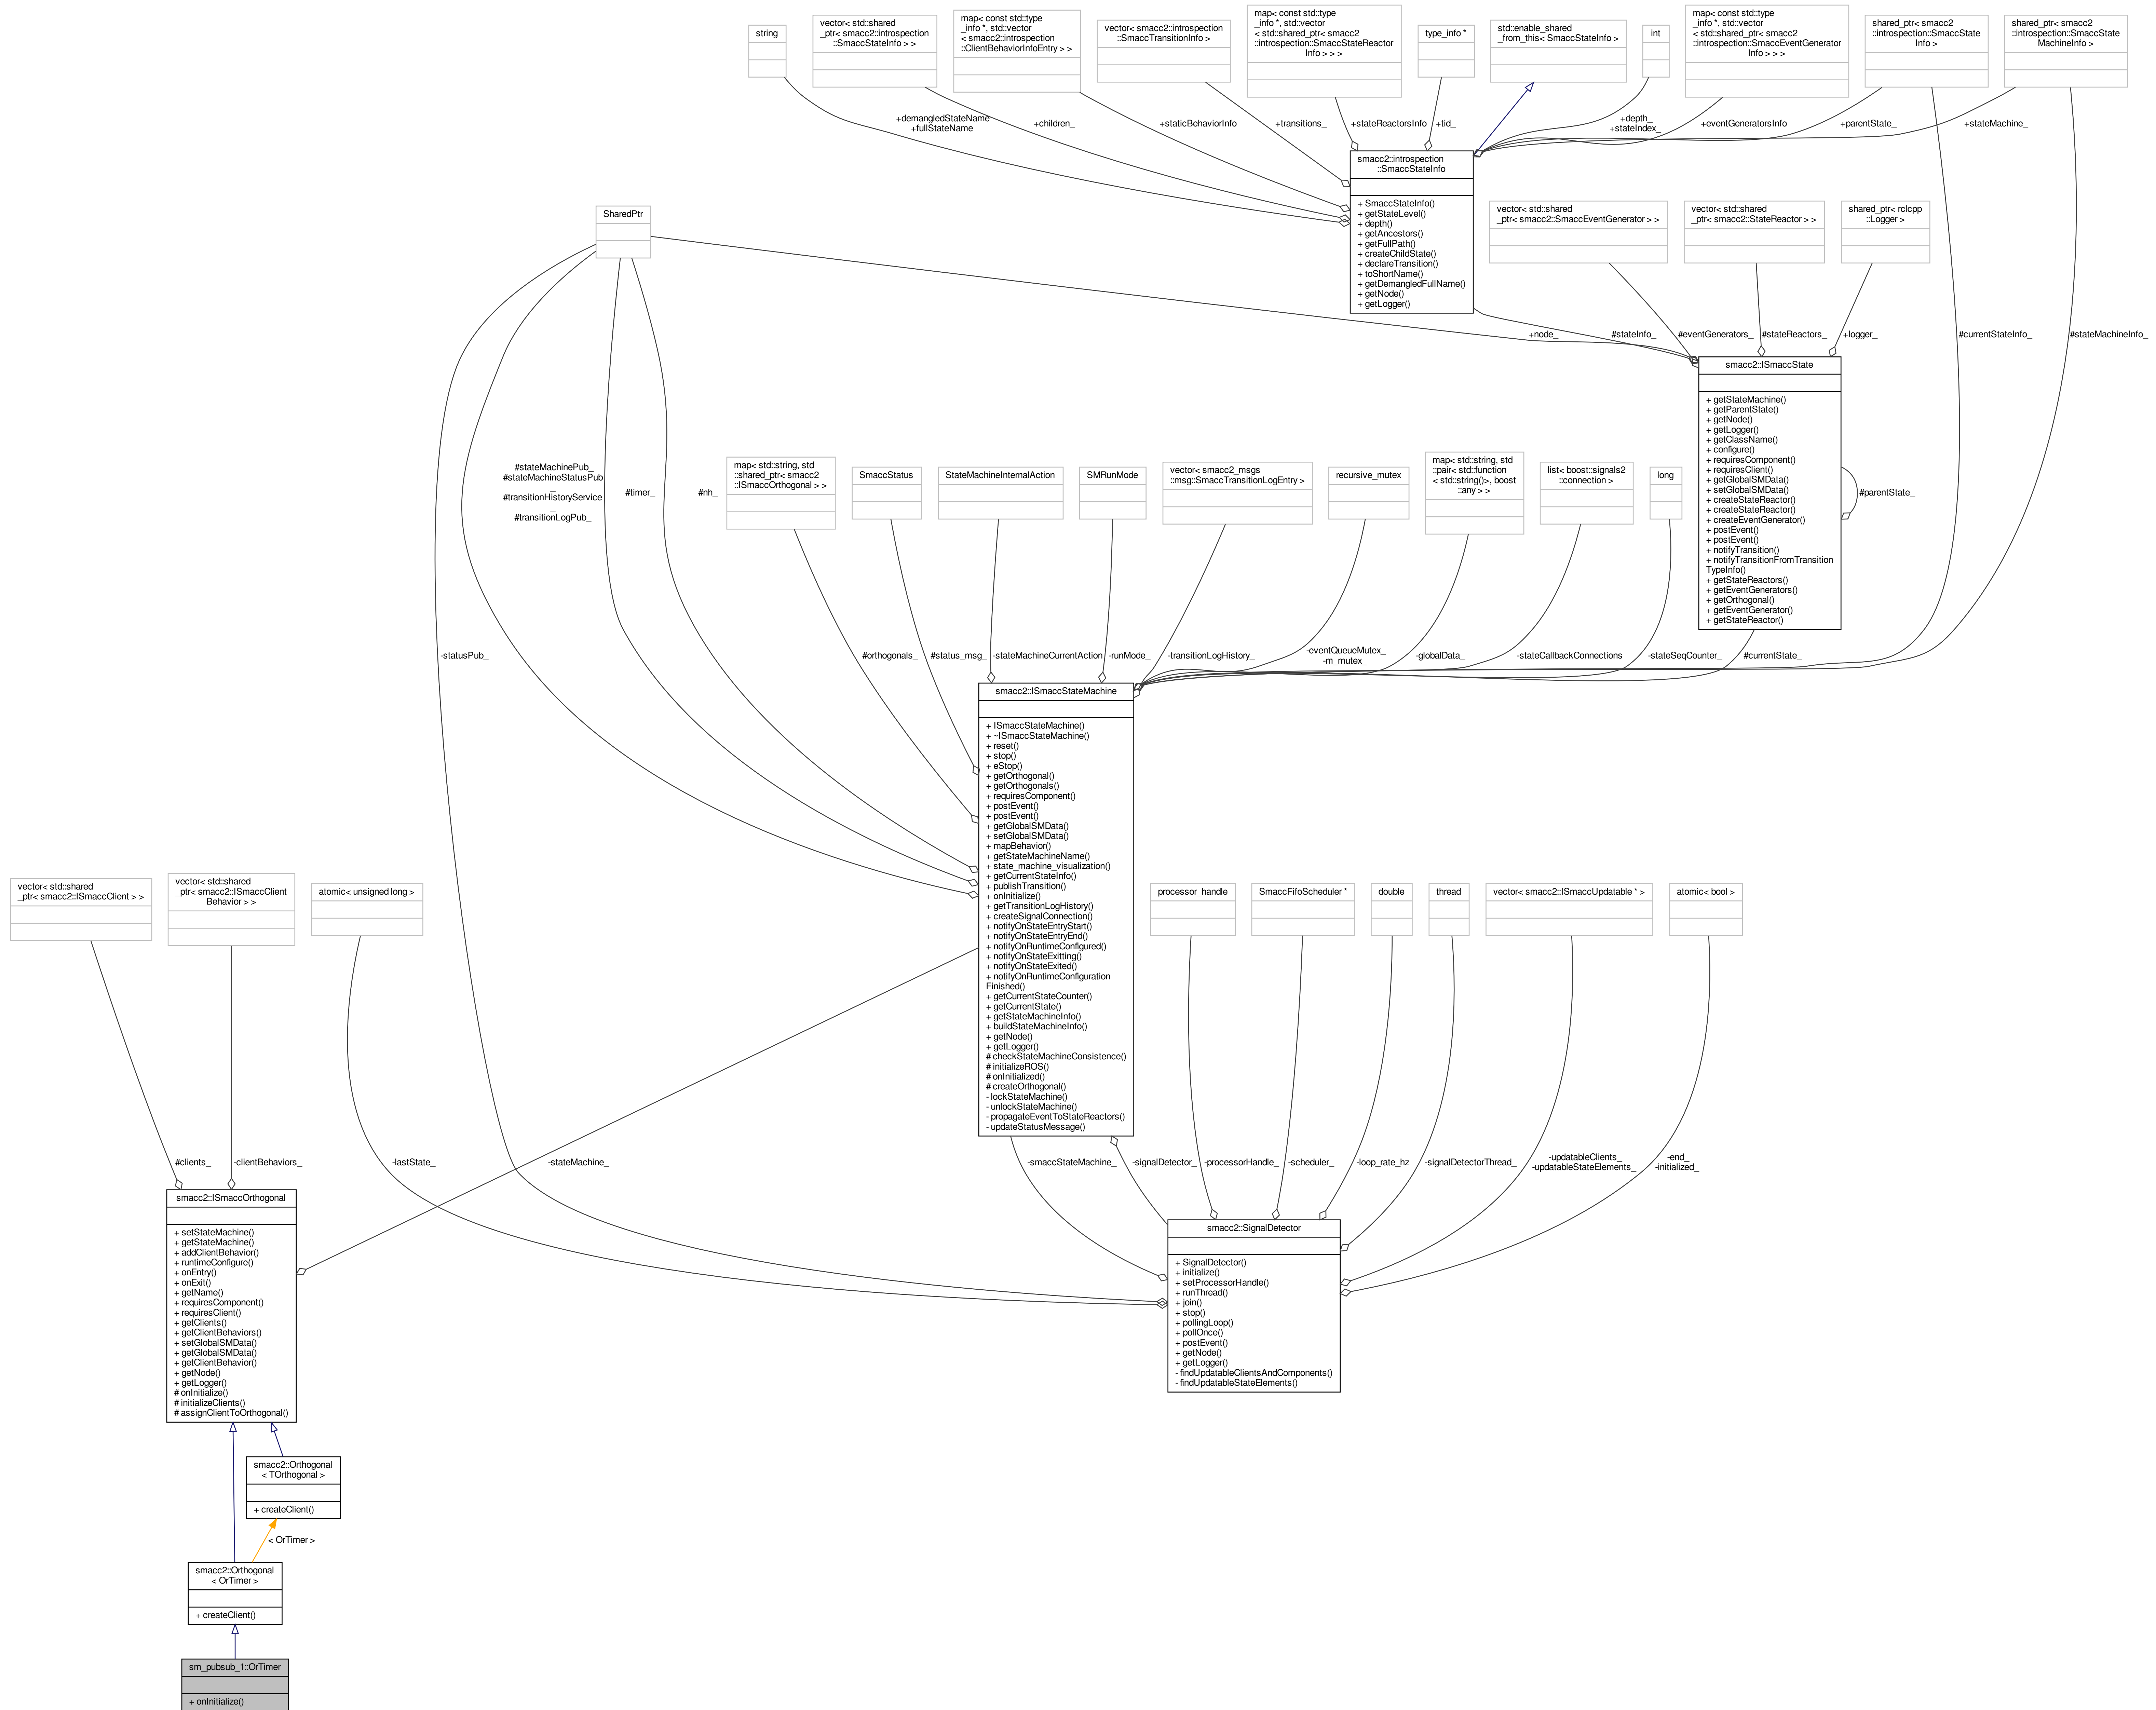 string
vector< std::shared
_ptr< smacc2::introspection
::SmaccStateInfo > >
map< const std::type
_info *, std::vector
< smacc2::introspection
::ClientBehaviorInfoEntry > >
vector< smacc2::introspection
::SmaccTransitionInfo >
map< const std::type
_info *, std::vector
< std::shared_ptr< smacc2
::introspection::SmaccStateReactor
Info > > >
type_info *
std::enable_shared
_from_this< SmaccStateInfo >
int
map< const std::type
_info *, std::vector
< std::shared_ptr< smacc2
::introspection::SmaccEventGenerator
Info > > >
shared_ptr< smacc2
::introspection::SmaccState
Info >
shared_ptr< smacc2
::introspection::SmaccState
MachineInfo >
+demangledStateName
+fullStateName
+children_
+staticBehaviorInfo
+transitions_
+stateReactorsInfo
+tid_
+depth_
+stateIndex_
+eventGeneratorsInfo
+parentState_
+stateMachine_
smacc2::introspection
::SmaccStateInfo
+ SmaccStateInfo()
+ getStateLevel()
+ depth()
+ getAncestors()
+ getFullPath()
+ createChildState()
+ declareTransition()
+ toShortName()
+ getDemangledFullName()
+ getNode()
+ getLogger()
SharedPtr
vector< std::shared
_ptr< smacc2::SmaccEventGenerator > >
vector< std::shared
_ptr< smacc2::StateReactor > >
shared_ptr< rclcpp
::Logger >
+node_
#stateInfo_
#eventGenerators_
#stateReactors_
+logger_
#currentStateInfo_
#stateMachineInfo_
smacc2::ISmaccState
+ getStateMachine()
+ getParentState()
+ getNode()
+ getLogger()
+ getClassName()
+ configure()
+ requiresComponent()
+ requiresClient()
+ getGlobalSMData()
+ setGlobalSMData()
+ createStateReactor()
+ createStateReactor()
+ createEventGenerator()
+ postEvent()
+ postEvent()
+ notifyTransition()
+ notifyTransitionFromTransition
TypeInfo()
+ getStateReactors()
+ getEventGenerators()
+ getOrthogonal()
+ getEventGenerator()
+ getStateReactor()
#parentState_
#stateMachinePub_
#stateMachineStatusPub
_
#transitionHistoryService
_
#transitionLogPub_
#timer_
#nh_
map< std::string, std
::shared_ptr< smacc2
::ISmaccOrthogonal > >
SmaccStatus
StateMachineInternalAction
SMRunMode
vector< smacc2_msgs
::msg::SmaccTransitionLogEntry >
recursive_mutex
map< std::string, std
::pair< std::function
< std::string()>, boost
::any > >
list< boost::signals2
::connection >
long
-statusPub_
#orthogonals_
#status_msg_
-stateMachineCurrentAction
-runMode_
-transitionLogHistory_
-eventQueueMutex_
-m_mutex_
-globalData_
-stateCallbackConnections
-stateSeqCounter_
#currentState_
smacc2::ISmaccStateMachine
+ ISmaccStateMachine()
+ ~ISmaccStateMachine()
+ reset()
+ stop()
+ eStop()
+ getOrthogonal()
+ getOrthogonals()
+ requiresComponent()
+ postEvent()
+ postEvent()
+ getGlobalSMData()
+ setGlobalSMData()
+ mapBehavior()
+ getStateMachineName()
+ state_machine_visualization()
+ getCurrentStateInfo()
+ publishTransition()
+ onInitialize()
+ getTransitionLogHistory()
+ createSignalConnection()
+ notifyOnStateEntryStart()
+ notifyOnStateEntryEnd()
+ notifyOnRuntimeConfigured()
+ notifyOnStateExitting()
+ notifyOnStateExited()
+ notifyOnRuntimeConfiguration
Finished()
+ getCurrentStateCounter()
+ getCurrentState()
+ getStateMachineInfo()
+ buildStateMachineInfo()
+ getNode()
+ getLogger()
# checkStateMachineConsistence()
# initializeROS()
# onInitialized()
# createOrthogonal()
- lockStateMachine()
- unlockStateMachine()
- propagateEventToStateReactors()
- updateStatusMessage()
vector< std::shared
_ptr< smacc2::ISmaccClient > >
vector< std::shared
_ptr< smacc2::ISmaccClient
Behavior > >
atomic< unsigned long >
processor_handle
SmaccFifoScheduler *
double
thread
vector< smacc2::ISmaccUpdatable * >
atomic< bool >
#clients_
-clientBehaviors_
-lastState_
-stateMachine_
-smaccStateMachine_
-signalDetector_
-processorHandle_
-scheduler_
-loop_rate_hz
-signalDetectorThread_
-updatableClients_
-updatableStateElements_
-end_
-initialized_
smacc2::ISmaccOrthogonal
+ setStateMachine()
+ getStateMachine()
+ addClientBehavior()
+ runtimeConfigure()
+ onEntry()
+ onExit()
+ getName()
+ requiresComponent()
+ requiresClient()
+ getClients()
+ getClientBehaviors()
+ setGlobalSMData()
+ getGlobalSMData()
+ getClientBehavior()
+ getNode()
+ getLogger()
# onInitialize()
# initializeClients()
# assignClientToOrthogonal()
smacc2::SignalDetector
+ SignalDetector()
+ initialize()
+ setProcessorHandle()
+ runThread()
+ join()
+ stop()
+ pollingLoop()
+ pollOnce()
+ postEvent()
+ getNode()
+ getLogger()
- findUpdatableClientsAndComponents()
- findUpdatableStateElements()
smacc2::Orthogonal
< TOrthogonal >
+ createClient()
< OrTimer >
smacc2::Orthogonal
< OrTimer >
+ createClient()
sm_pubsub_1::OrTimer
+ onInitialize()